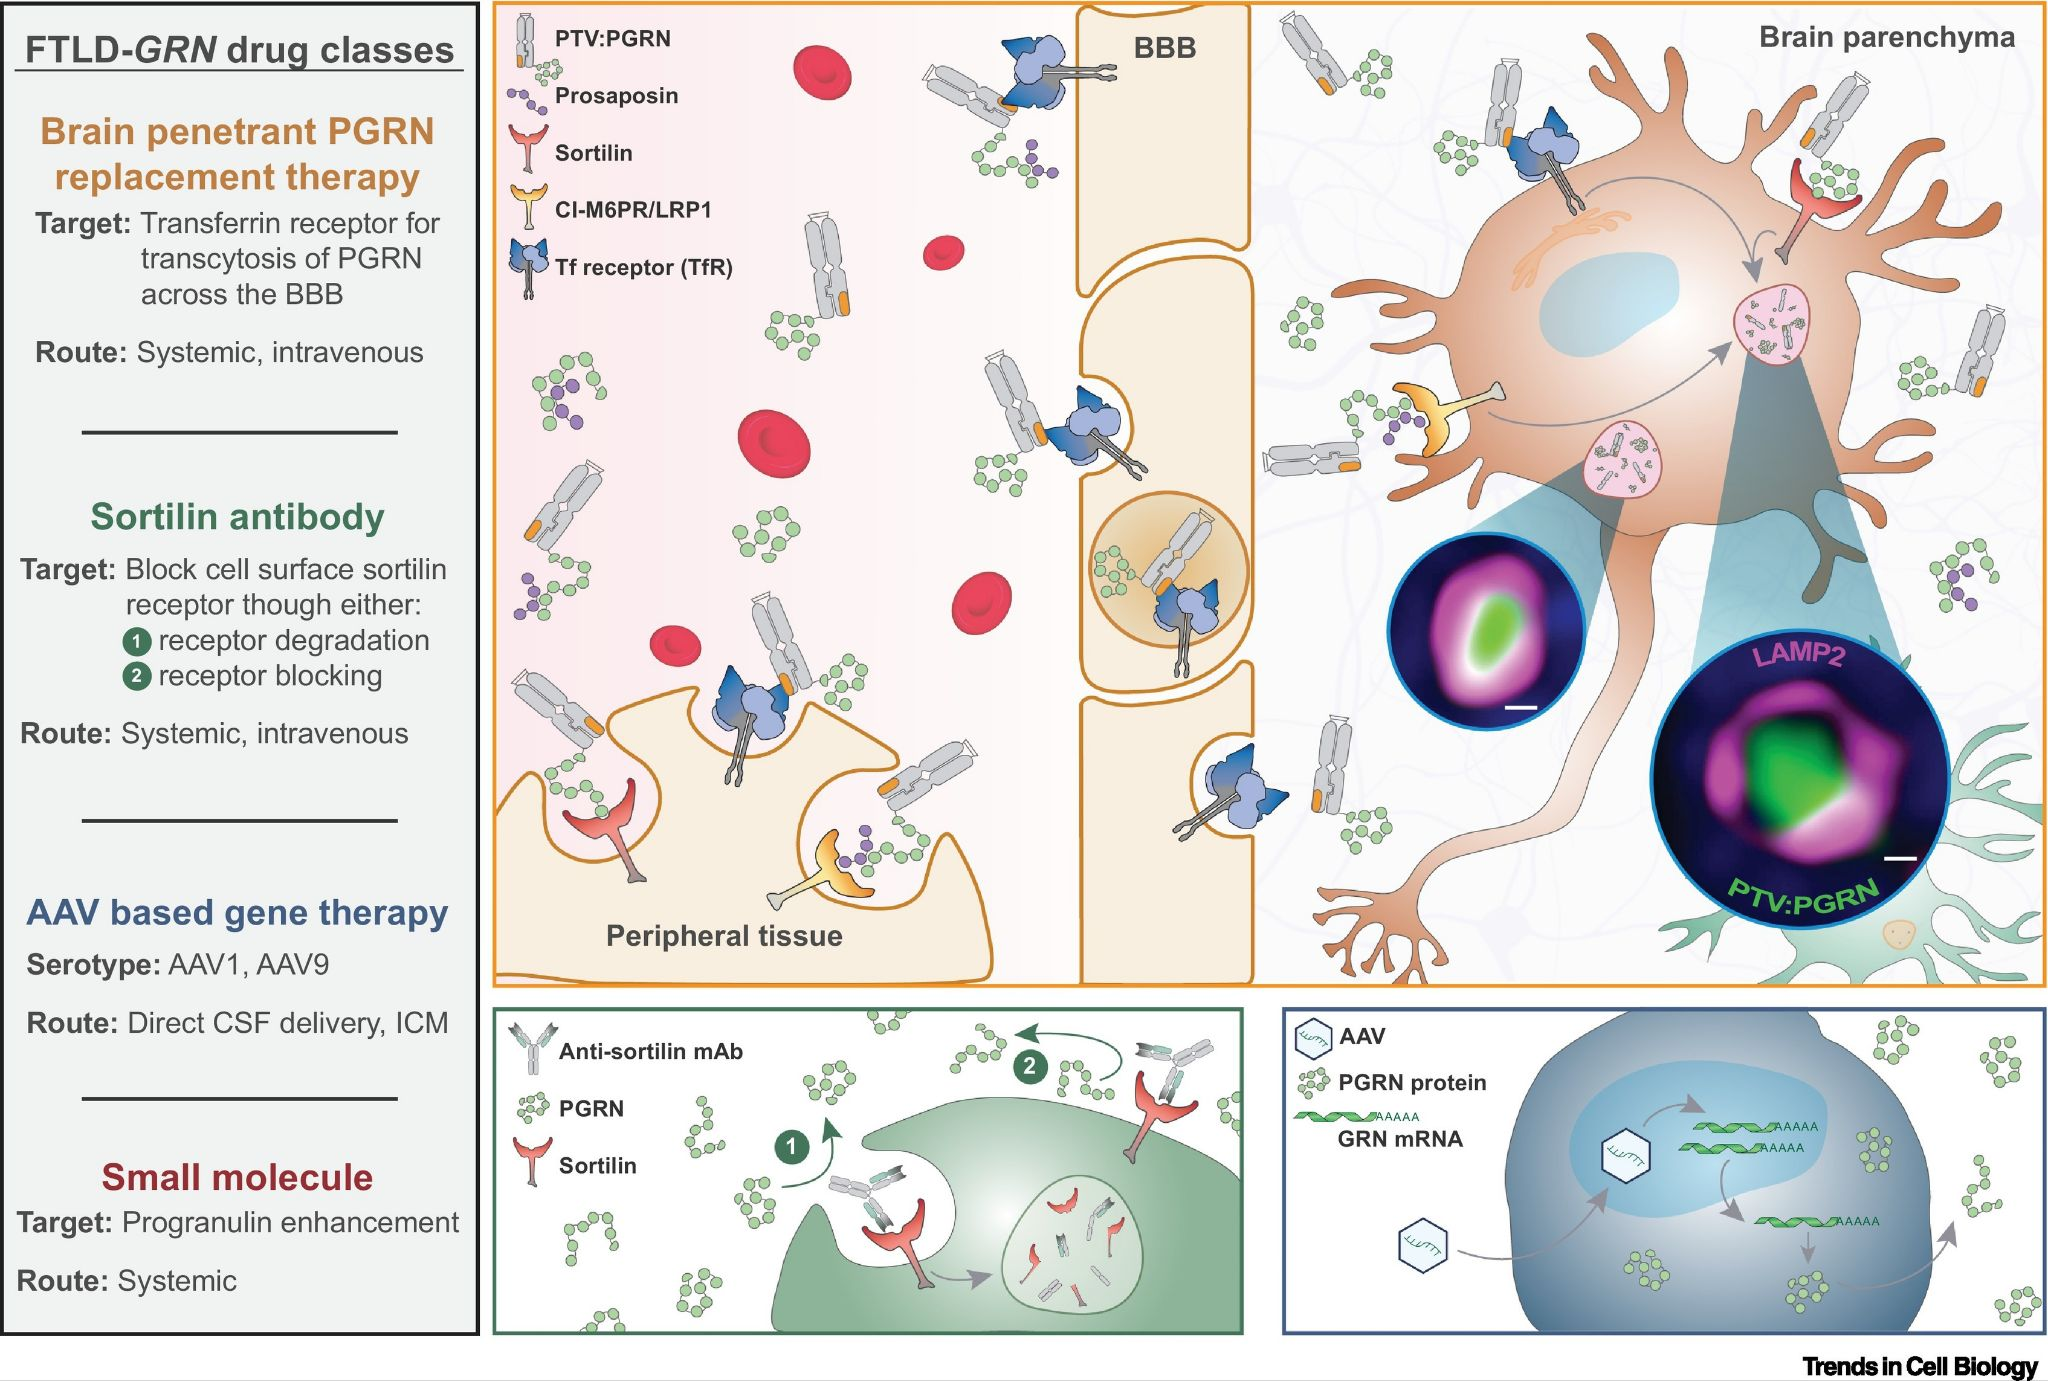 FTLD-GRN drug classes
Brain penetrant PGRN
replacement therapy
Target: Transferrin receptor for
transcytosis of PGRN
across the BBB
Route: Systemic, intravenous
Sortilin antibody
Target: Block cell surface sortilin
receptor though either:
1 receptor degradation
2 receptor blocking
Route: Systemic, intravenous
AAV based gene therapy
Serotype: AAV1, AAV9
Route: Direct CSF delivery, ICM
Small molecule
Target: Progranulin enhancement
Route: Systemic
PTV:PGRN
Prosaposin
Sortilin
CI-M6PR/LRP1
Tf receptor (TfR)
BBB
Brain parenchyma
Peripheral tissue
LAMP2
PTV:PGRN
Anti-sortilin mAb
PGRN
Sortilin
1
2
AAV
PGRN protein
AAAAA
GRN mRNA
AAAAA
AAAAA
AAAAA
Trends in Cell Biology